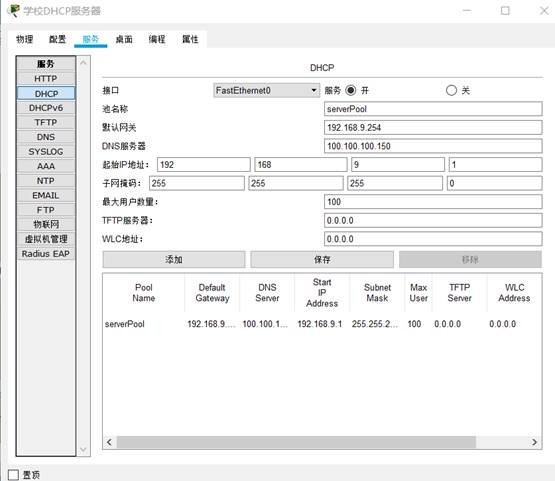 学校DHCP服务器
物理 配置 服务 桌面 编程 属性
服务
HTTP
DHCP
DHCPv6
TFTP
DNS
SYSLOG
AAA
NTP
EMAIL
FTP
物联网
虚拟机管理
Radius EAP
DHCP
接口 FastEthernet0 服务 开 关
池名称 serverPool
默认网关 192.168.9.254
DNS服务器 100.100.100.150
起始IP地址: 192 168 9 1
子网掩码: 255 255 255 0
最大用户数量: 100
TFTP服务器: 0.0.0.0
WLC地址: 0.0.0.0
添加 保存 移除
Pool Name Default Gateway DNS Server Start IP Address Subnet Mask Max User TFTP Server WLC Address
serverPool 192.168.9.... 100.100.1... 192.168.9.1 255.255.2... 100 0.0.0.0 0.0.0.0
置顶